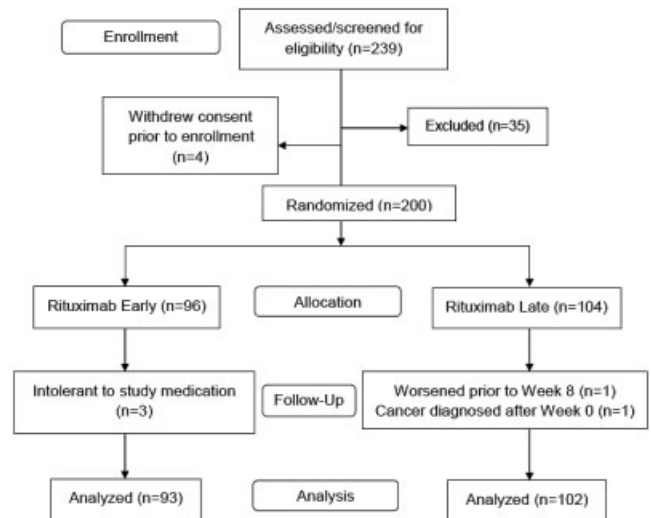 Enrollment
Assessed/screened for
eligibility (n=239)
Withdrew consent
prior to enrollment
(n=4)
Excluded (n=35)
Randomized (n=200)
Rituximab Early (n=96)
Allocation
Rituximab Late (n=104)
Intolerant to study medication
(n=3)
Follow-Up
Worsened prior to Week 8 (n=1)
Cancer diagnosed after Week 0 (n=1)
Analyzed (n=93)
Analysis
Analyzed (n=102)